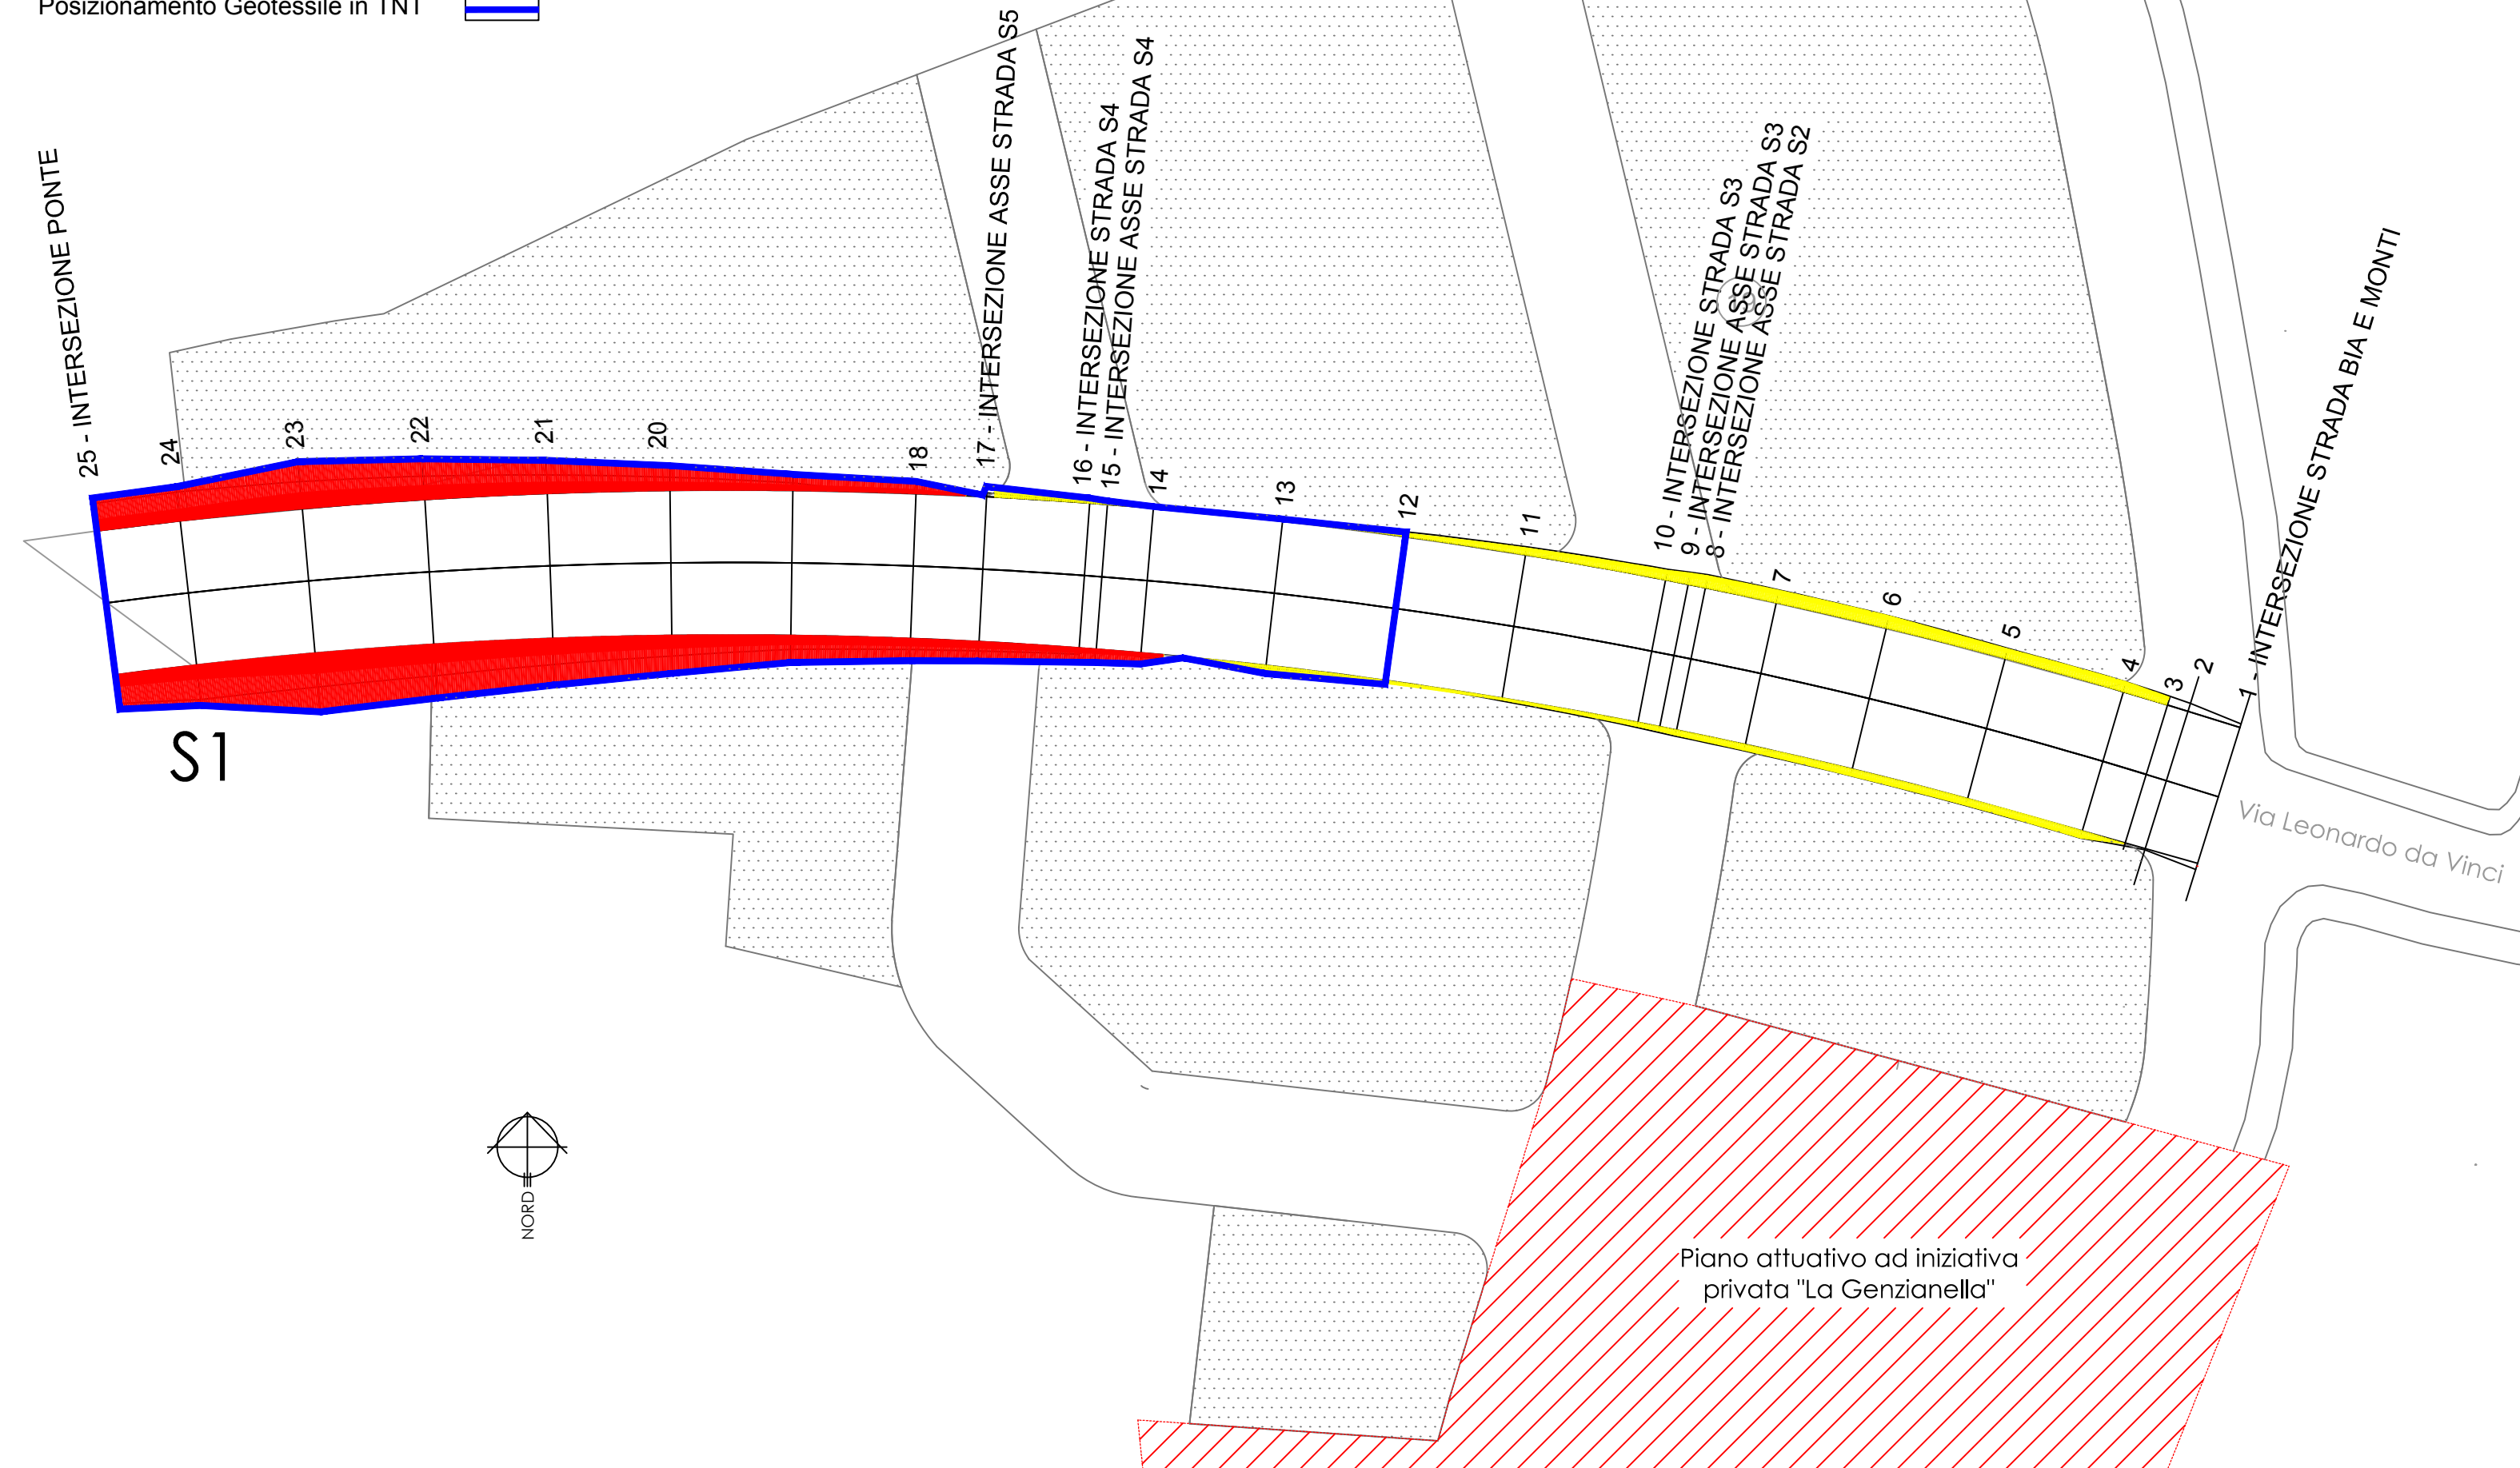 Posizionamento Geotessile in TNT
25 - INTERSEZIONE PONTE
24
23
22
21
20
18
17 - INTERSEZIONE ASSE STRADA S5
16 - INTERSEZIONE STRADA S4
15 - INTERSEZIONE ASSE STRADA S4
14
13
12
11
10 - INTERSEZIONE STRADA S3
9 - INTERSEZIONE ASSE STRADA S3
8 - INTERSEZIONE ASSE STRADA S2
7
6
5
4
3
2
1 - INTERSEZIONE STRADA BIA E MONTI
S1
Via Leonardo da Vinci
NORD
Piano attuativo ad iniziativa
privata "La Genzianella"